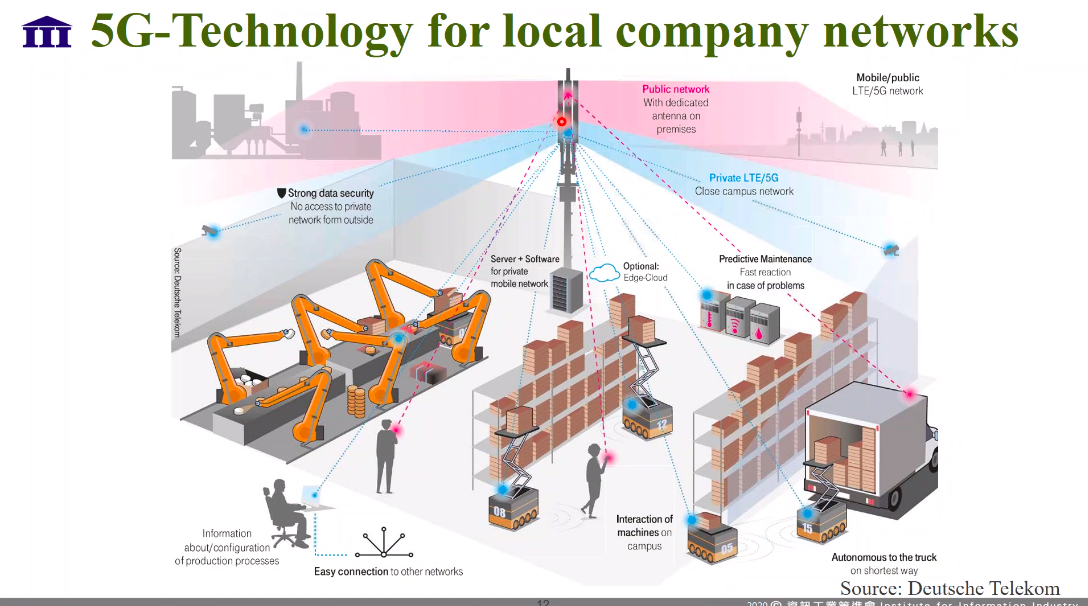 5G-Technology for local company networks
Public network
With dedicated
antenna on
premises
Mobile/public
LTE/5G network
Private LTE/5G
Close campus network
Strong data security
No access to private
network form outside
Source: Deutsche Telekom
Server + Software
for private
mobile network
Optional:
Edge-Cloud
Predictive Maintenance
Fast reaction
in case of problems
12
08
05
15
Interaction of
machines on
campus
Information
about/configuration
of production processes
Easy connection to other networks
Autonomous to the truck
on shortest way
Source: Deutsche Telekom
12
2020 © 資訊工業策進會 Institute for Information Industry